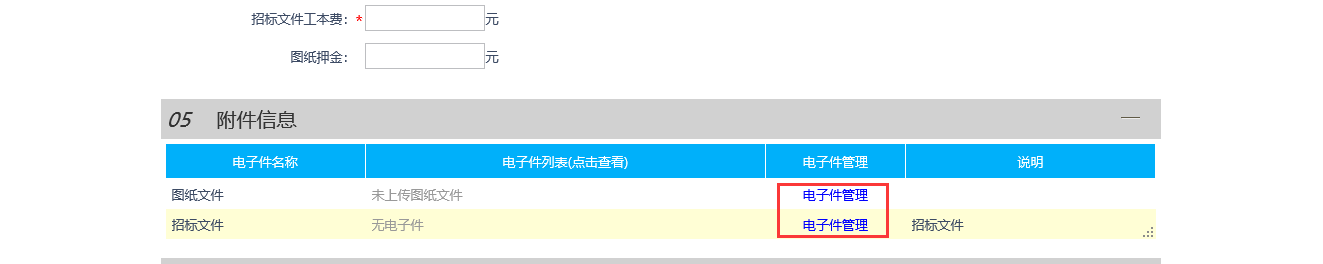 招标文件工本费：*元
图纸押金：元
05 附件信息
电子件名称 电子件列表(点击查看) 电子件管理 说明
图纸文件 未上传图纸文件 电子件管理
招标文件 无电子件 电子件管理 招标文件